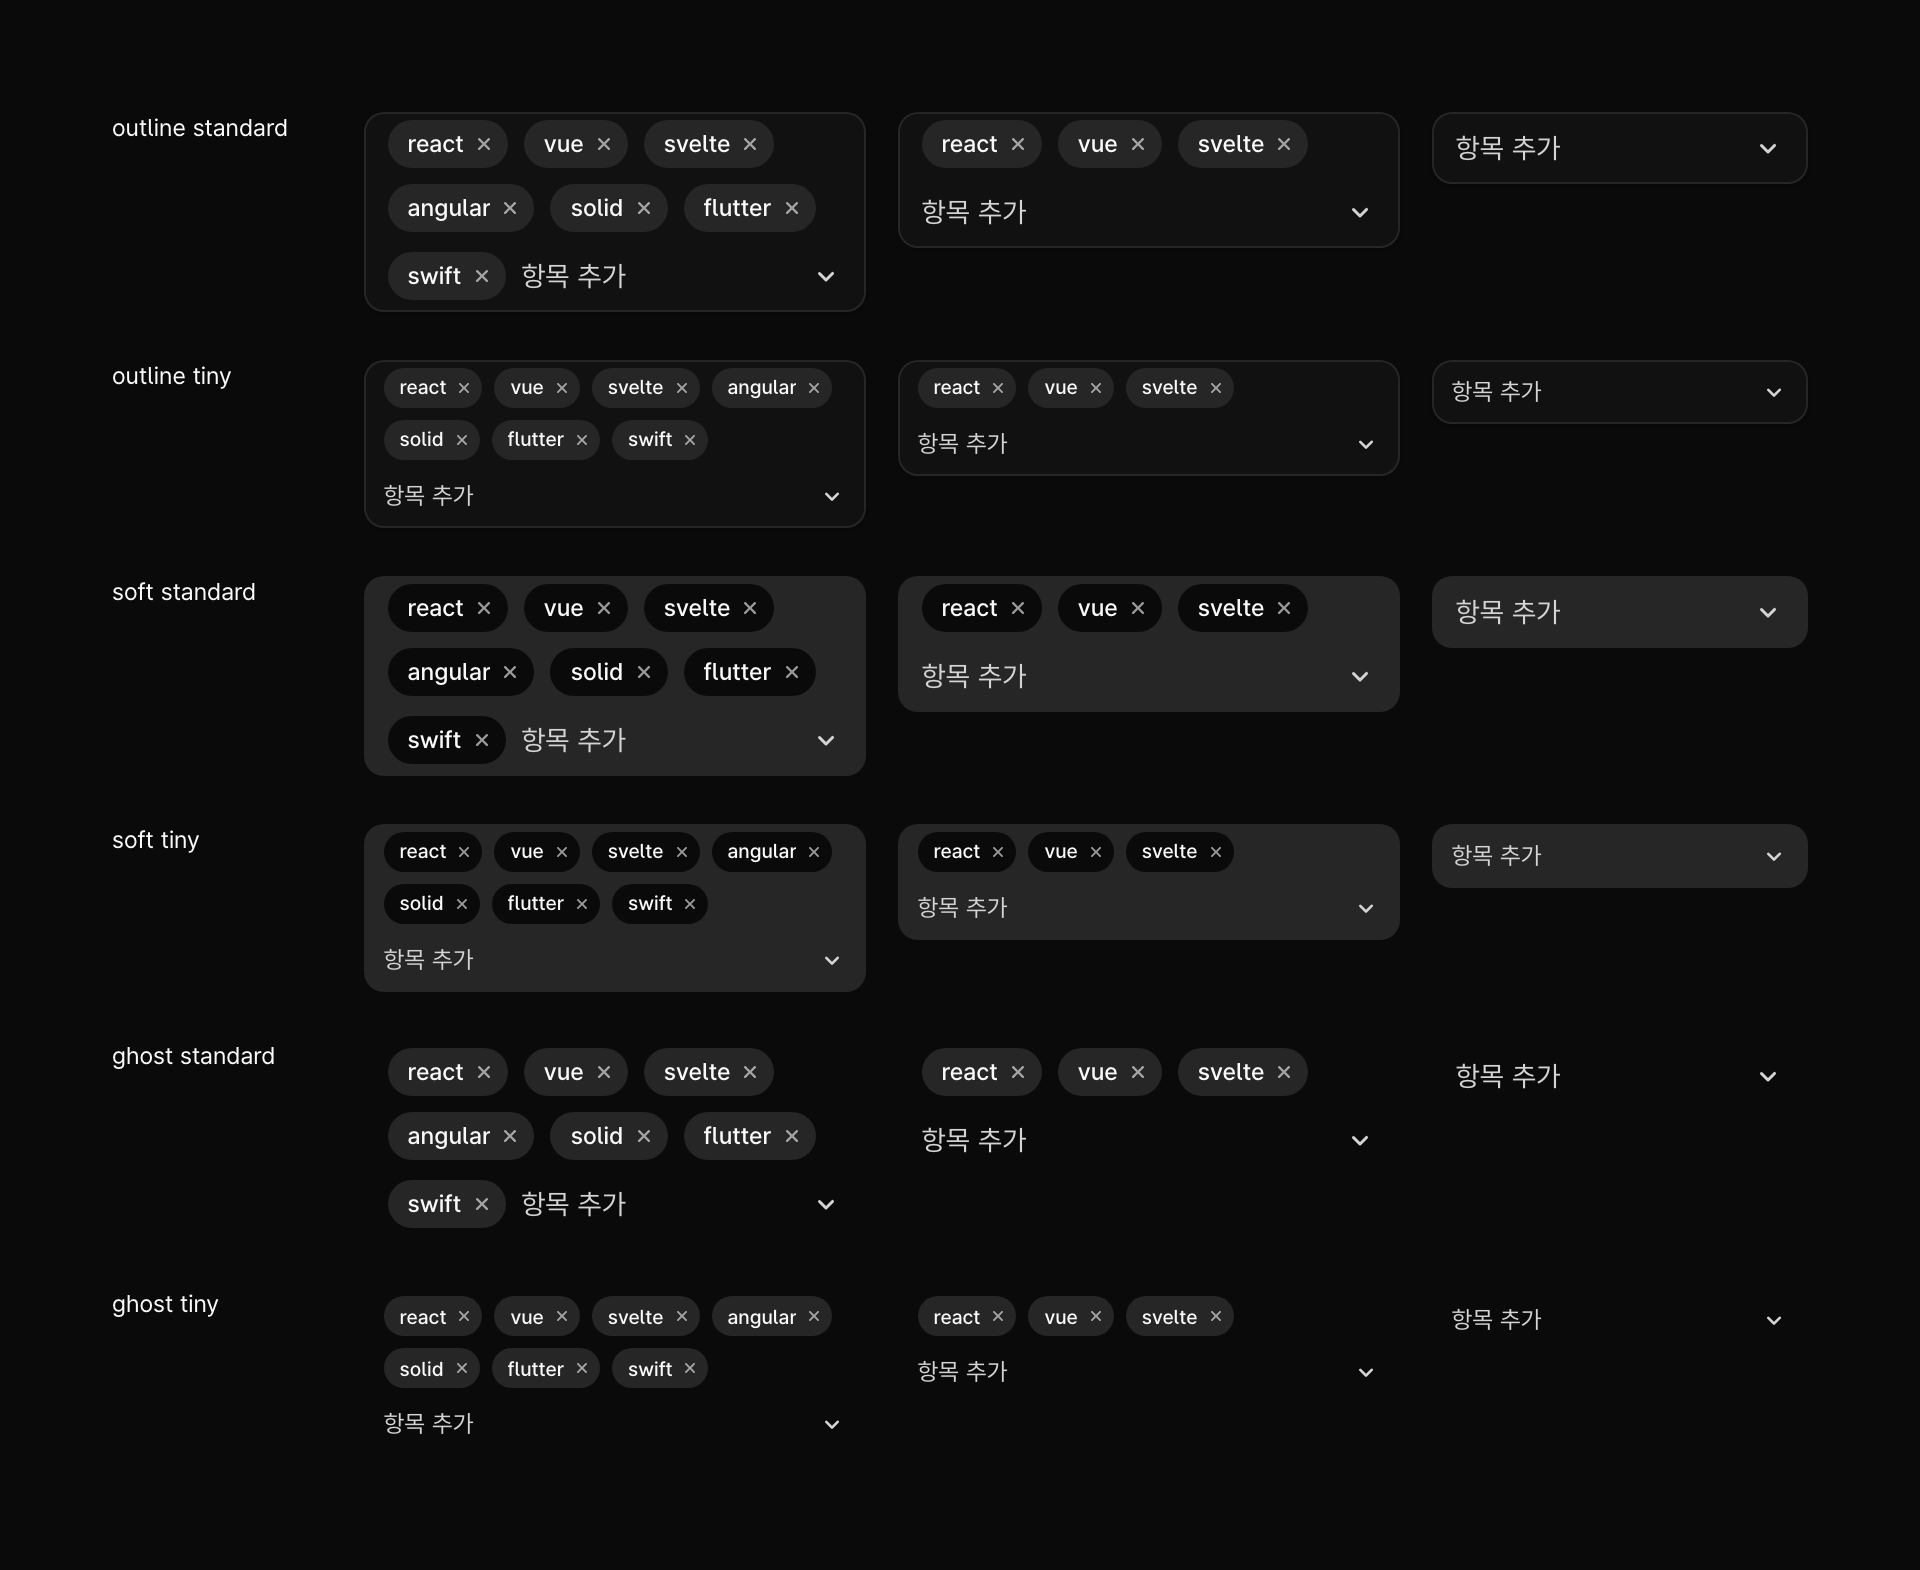 outline standard
react × vue × svelte ×
angular × solid × flutter ×
swift × 항목 추가
react × vue × svelte ×
항목 추가
항목 추가
outline tiny
react × vue × svelte × angular ×
solid × flutter × swift ×
항목 추가
react × vue × svelte ×
항목 추가
항목 추가
soft standard
react × vue × svelte ×
angular × solid × flutter ×
swift × 항목 추가
react × vue × svelte ×
항목 추가
항목 추가
soft tiny
react × vue × svelte × angular ×
solid × flutter × swift ×
항목 추가
react × vue × svelte ×
항목 추가
항목 추가
ghost standard
react × vue × svelte ×
angular × solid × flutter ×
swift × 항목 추가
react × vue × svelte ×
항목 추가
항목 추가
ghost tiny
react × vue × svelte × angular ×
solid × flutter × swift ×
항목 추가
react × vue × svelte ×
항목 추가
항목 추가